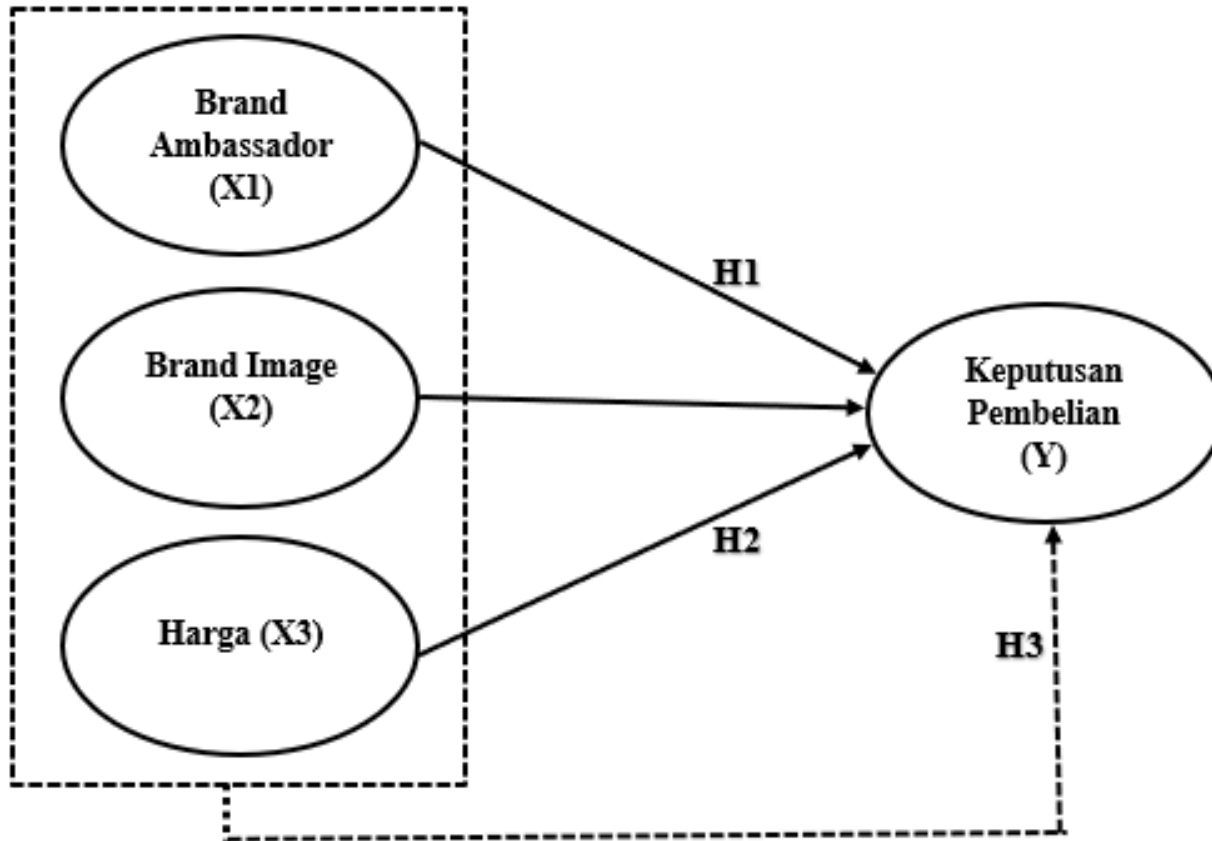 Brand
Ambassador
(X1)
H1
Brand Image
(X2)
Keputusan
Pembelian
(Y)
H2
Harga (X3)
H3